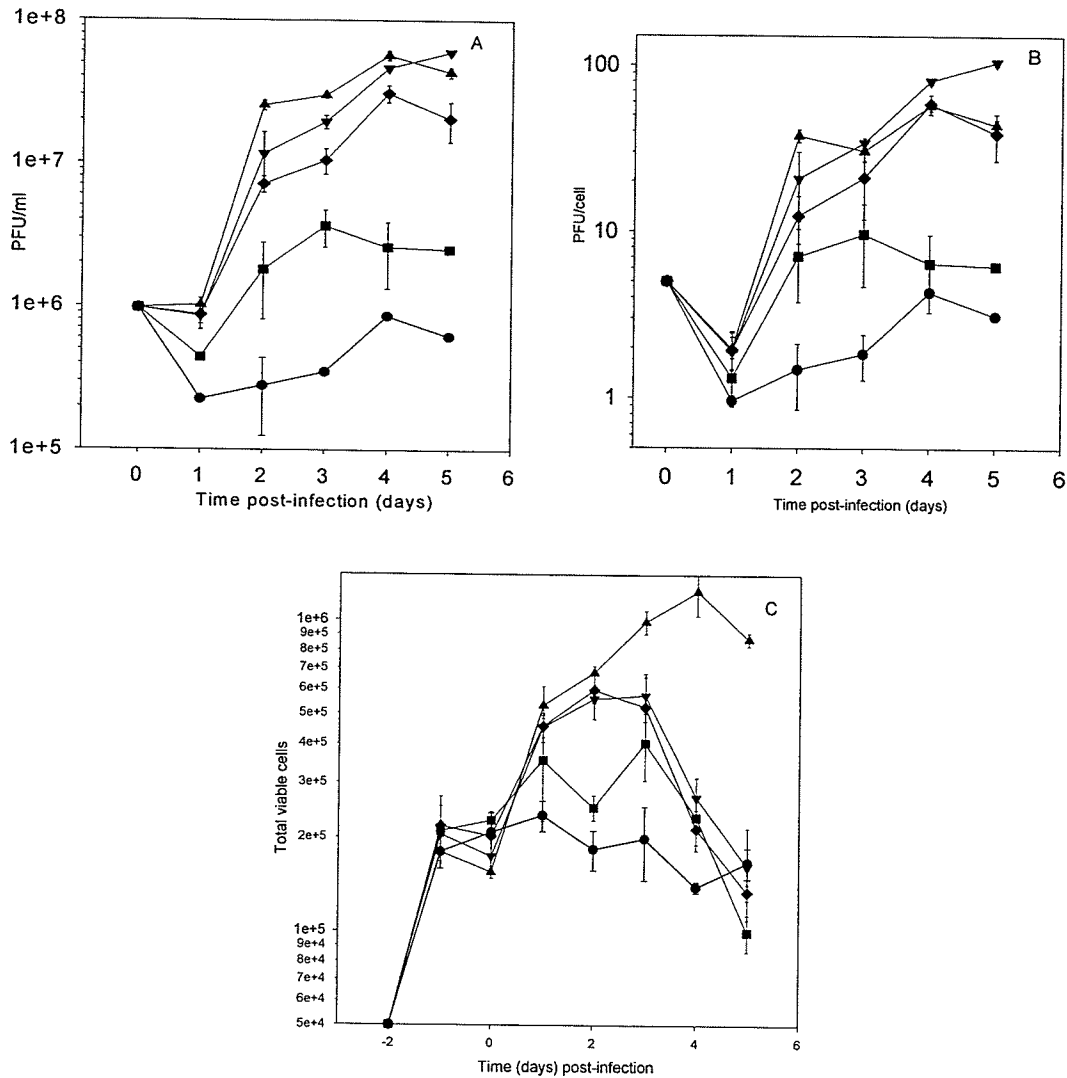 A
1e+8
1e+7
1e+6
1e+5
PFU/ml
0 1 2 3 4 5 6
Time post-infection (days)
B
100
10
1
PFU/cell
0 1 2 3 4 5 6
Time post-infection (days)
C
1e+6
9e+5
8e+5
7e+5
6e+5
5e+5
4e+5
3e+5
2e+5
1e+5
9e+4
8e+4
7e+4
6e+4
5e+4
Total viable cells
-2 0 2 4 6
Time (days) post-infection